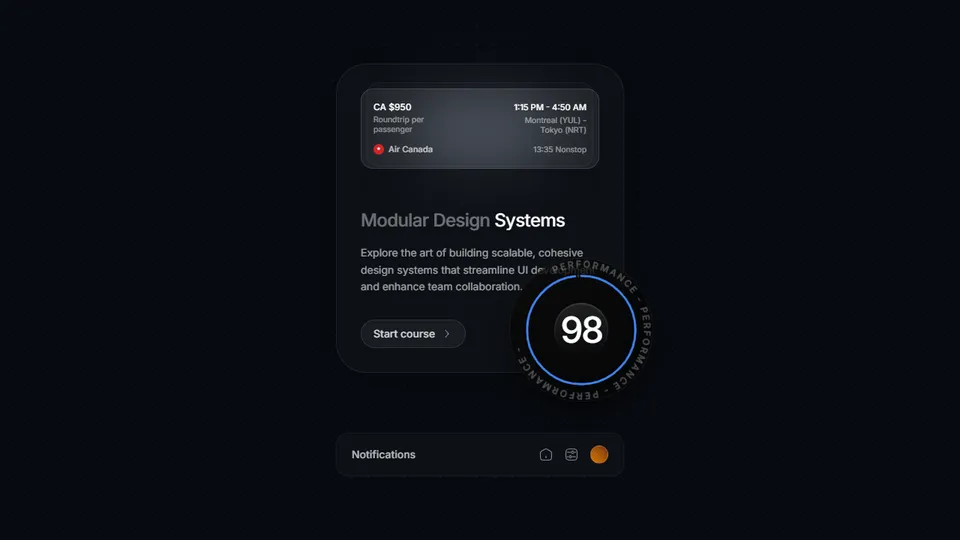 CA $950
1:15 PM - 4:50 AM
Roundtrip per
passenger
Montreal (YUL) -
Tokyo (NRT)
Air Canada
13:35 Nonstop
Modular Design Systems
Explore the art of building scalable, cohesive
design systems that streamline UI
and enhance team collaboration.
Start course
PERFORMANCE - PERFORMANCE - PERFORMANCE - PERFORMANCE -
98
Notifications